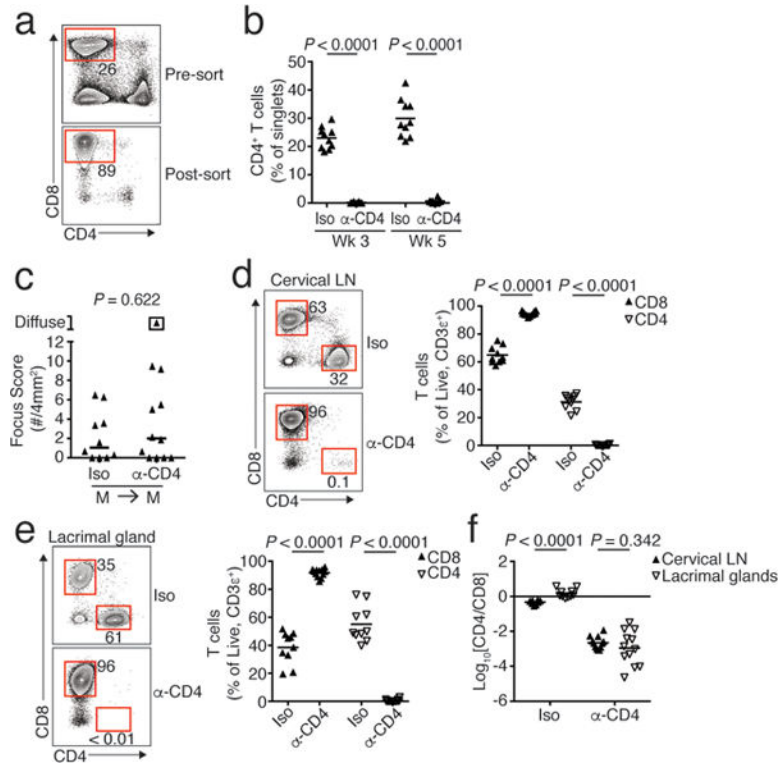 a
26
Pre-sort
89
Post-sort
CD8
CD4
b
P < 0.0001 P < 0.0001
CD4⁺ T cells
(% of singlets)
50
40
30
20
10
0
Iso α-CD4 Iso α-CD4
Wk 3 Wk 5
c
P = 0.622
Diffuse
Focus Score
(#/4mm²)
12
10
8
6
4
2
0
Iso α-CD4
M → M
d
Cervical LN
63
Iso
32
96
α-CD4
0.1
CD8
CD4
P < 0.0001 P < 0.0001
CD8
CD4
T cells
(% of Live, CD3ε⁺)
100
80
60
40
20
0
Iso
α-CD4
Iso
α-CD4
e
Lacrimal gland
35
Iso
61
96
α-CD4
< 0.01
CD8
CD4
P < 0.0001 P < 0.0001
CD8
CD4
T cells
(% of Live, CD3ε⁺)
100
80
60
40
20
0
Iso
α-CD4
Iso
α-CD4
f
P < 0.0001 P = 0.342
Cervical LN
Lacrimal glands
Log₁₀[CD4/CD8]
2
0
-2
-4
-6
Iso α-CD4